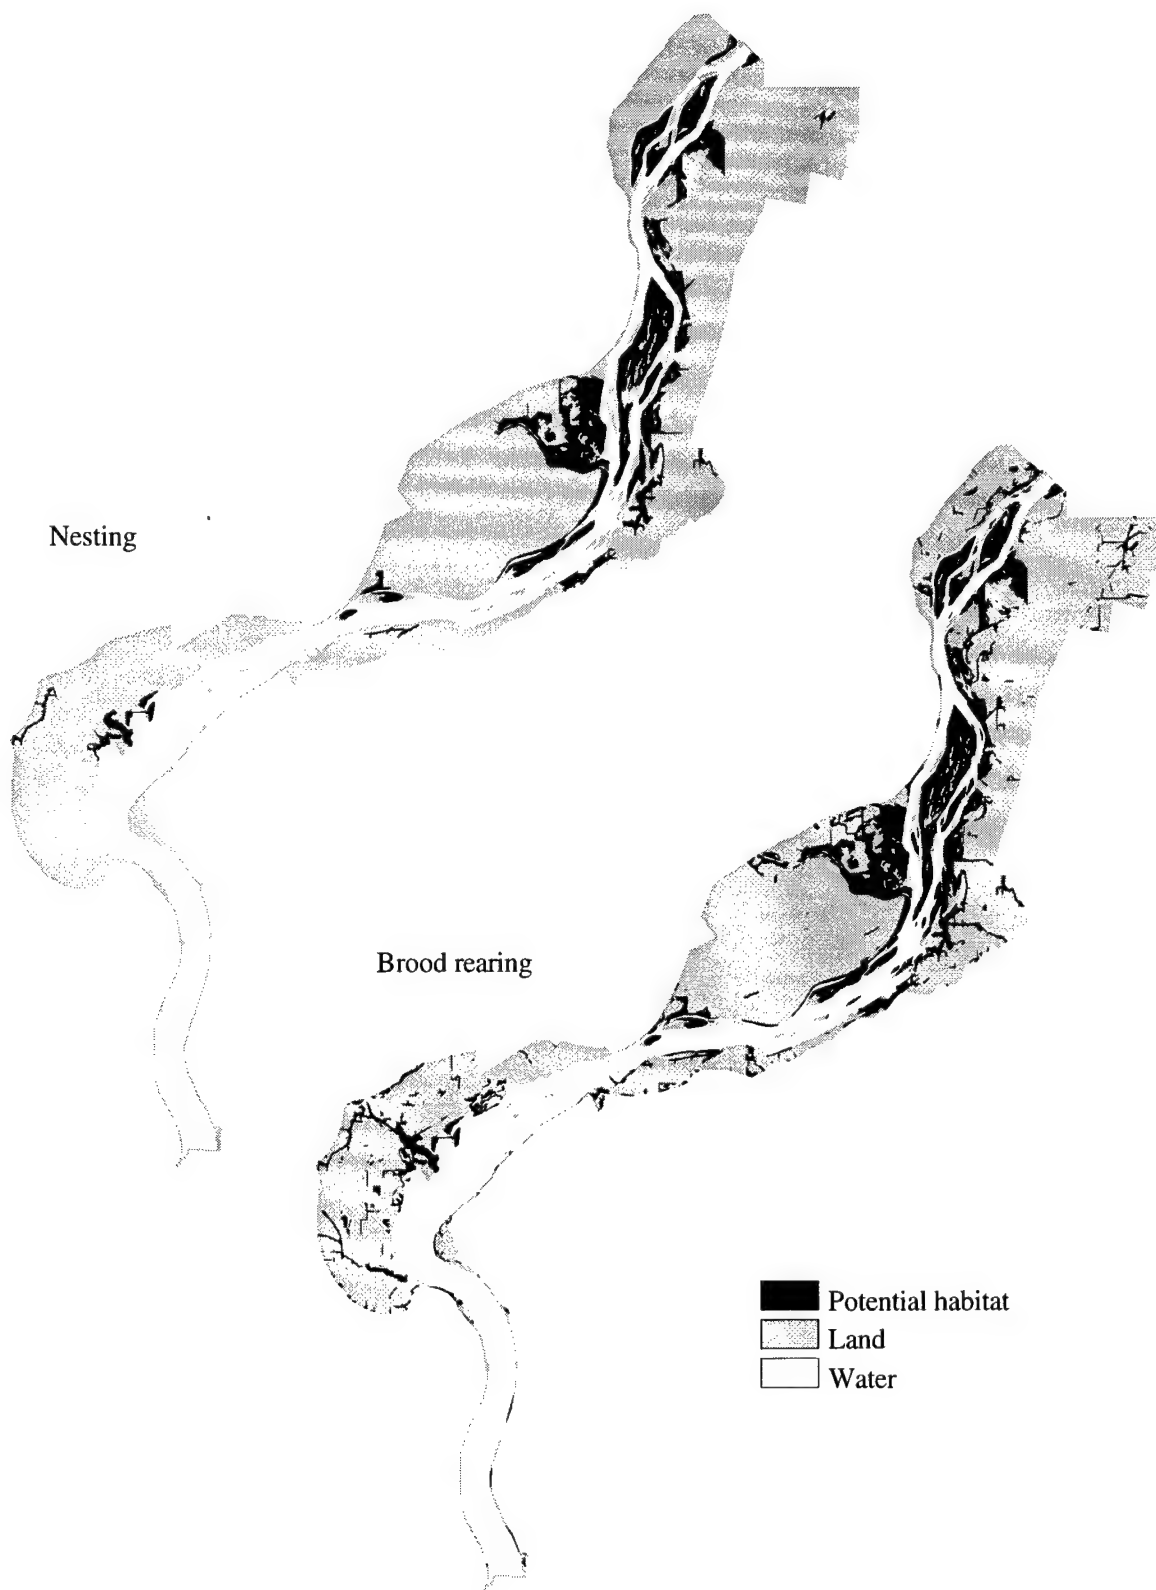 Nesting
Brood rearing
Potential habitat
Land
Water